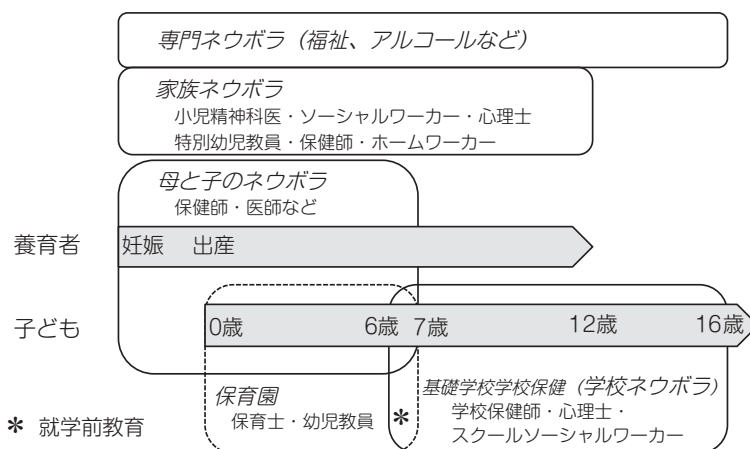 専門ネウボラ（福祉、アルコールなど）
家族ネウボラ
小児精神科医・ソーシャルワーカー・心理士
特別幼児教員・保健師・ホームワーカー
母と子のネウボラ
保健師・医師など
養育者
妊娠 出産
子ども
0歳 6歳 7歳 12歳 16歳
保育園
保育士・幼児教員
＊
基礎学校学校保健（学校ネウボラ）
学校保健師・心理士・
スクールソーシャルワーカー
＊ 就学前教育